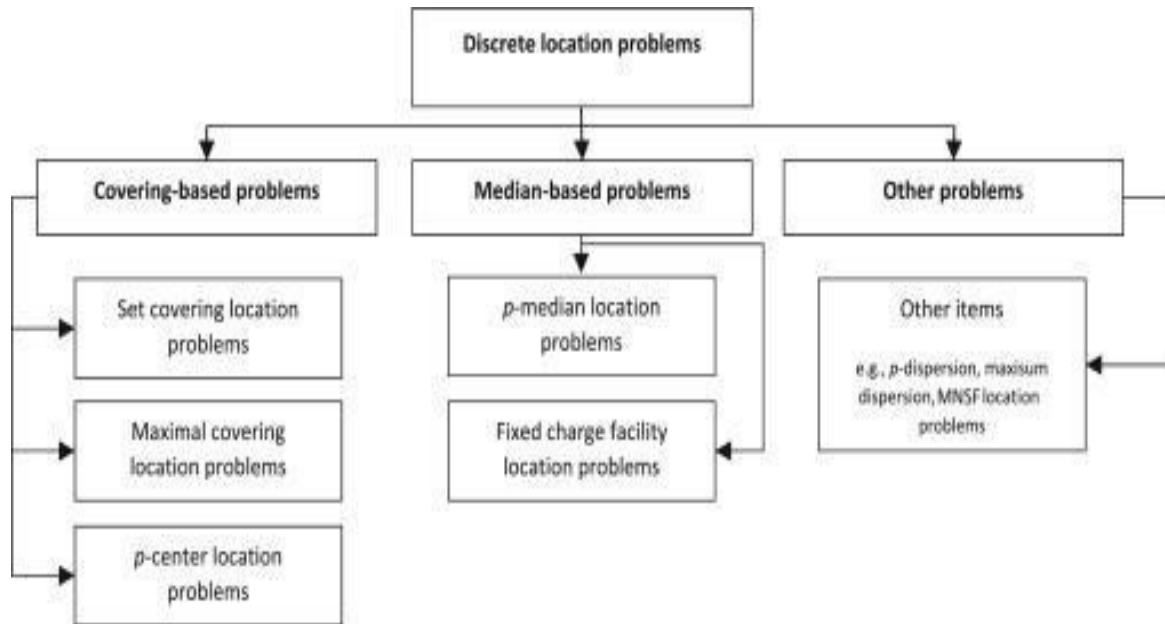 Discrete location problems
Covering-based problems
Median-based problems
Other problems
Set covering location
problems
p-median location
problems
Other items
e.g., p-dispersion, maxisum
dispersion, MNSF location
problems
Maximal covering
location problems
Fixed charge facility
location problems
p-center location
problems